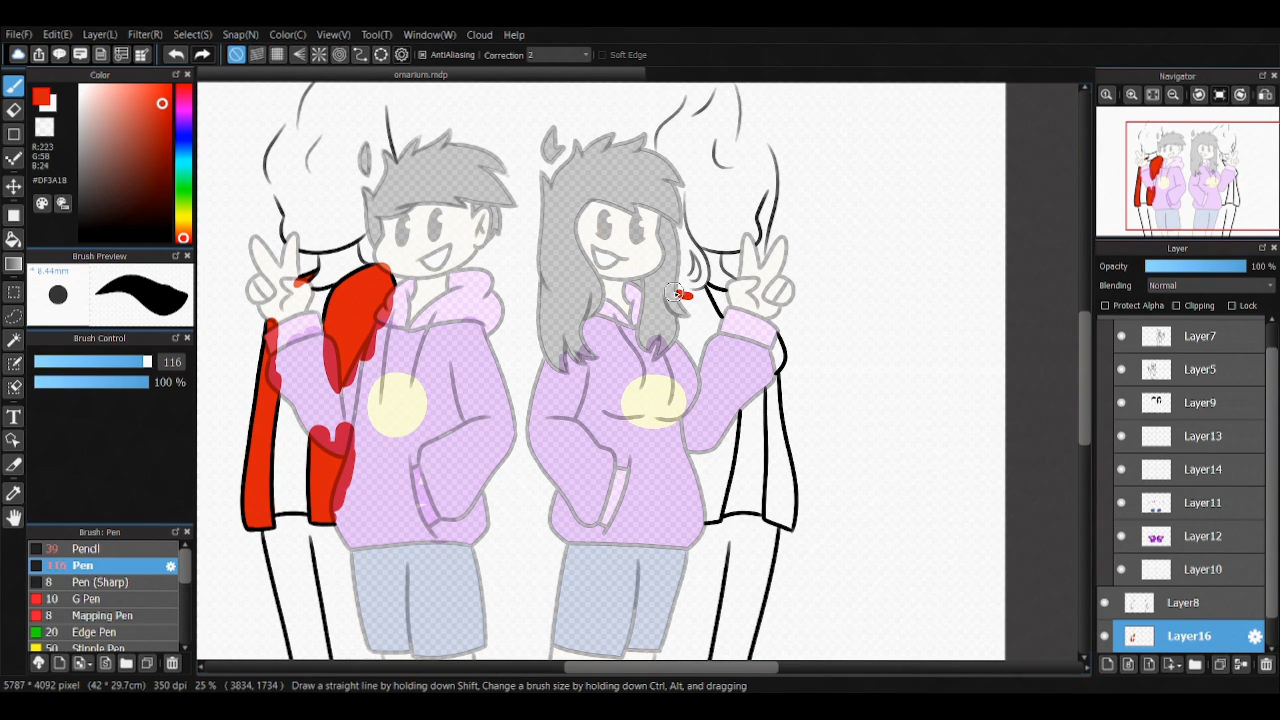 File(F) Edit(E) Layer(L) Filter(R) Select(S) Snap(N) Color(C) View(V) Tool(T) Window(W) Cloud Help
AntiAliasing Correction 2 Soft Edge
Color
omarium.mdp
Navigator
R:223
G:58
B:24
#DF3A18
Brush Preview
* 8.44mm
Layer
Opacity 100 %
Blending Normal
Protect Alpha Clipping Lock
Brush Control
116
100 %
Layer7
Layer5
Layer9
Layer13
Layer14
Layer11
Layer12
Layer10
Layer8
Layer16
Brush: Pen
39 Pencil
116 Pen
8 Pen (Sharp)
10 G Pen
8 Mapping Pen
20 Edge Pen
50 Stipple Pen
5787 * 4092 pixel (42 * 29.7cm) 350 dpi 25 % ( 3834, 1734 ) Draw a straight line by holding down Shift, Change a brush size by holding down Ctrl, Alt, and dragging